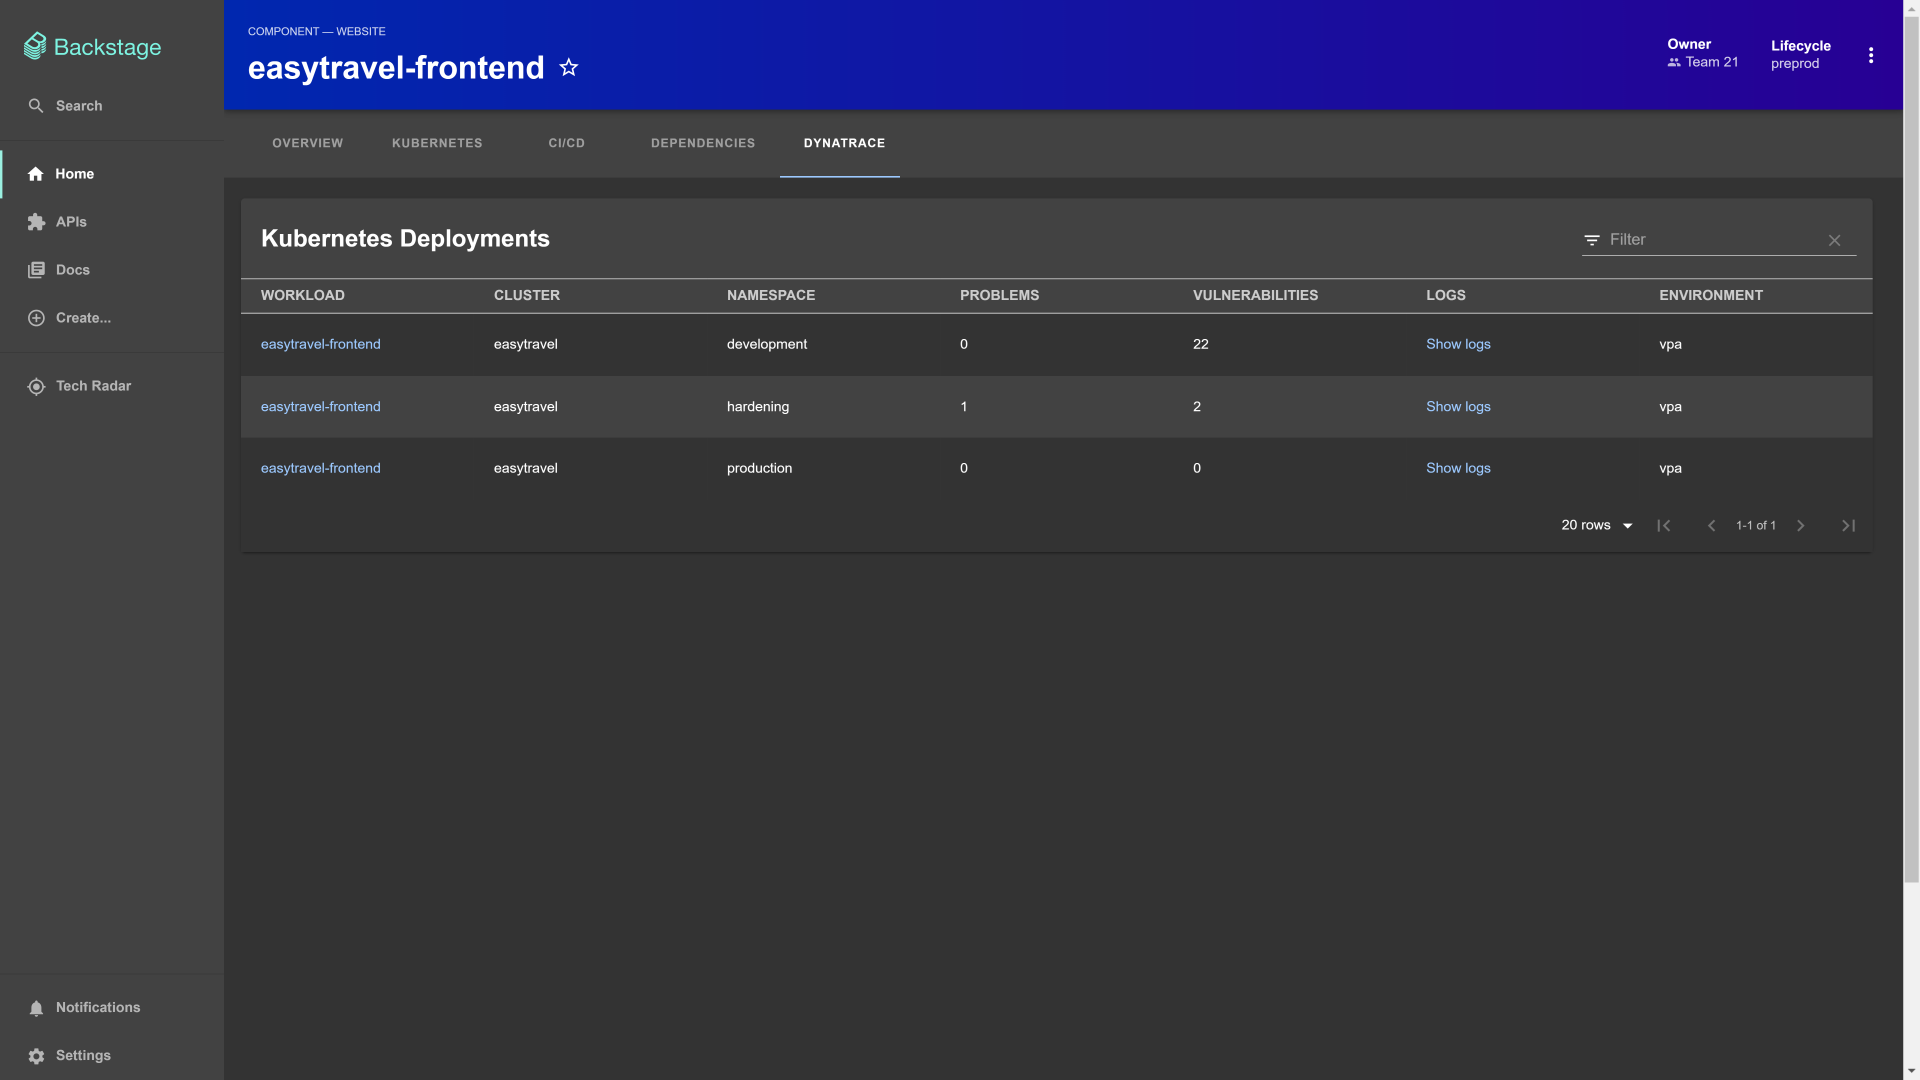 Backstage
Search
Home
APIs
Docs
Create...
Tech Radar
Notifications
Settings
COMPONENT — WEBSITE
easytravel-frontend
Owner
Team 21
Lifecycle
preprod
OVERVIEW KUBERNETES CI/CD DEPENDENCIES DYNATRACE
Kubernetes Deployments
Filter
WORKLOAD CLUSTER NAMESPACE PROBLEMS VULNERABILITIES LOGS ENVIRONMENT
easytravel-frontend easytravel development 0 22 Show logs vpa
easytravel-frontend easytravel hardening 1 2 Show logs vpa
easytravel-frontend easytravel production 0 0 Show logs vpa
20 rows 1-1 of 1